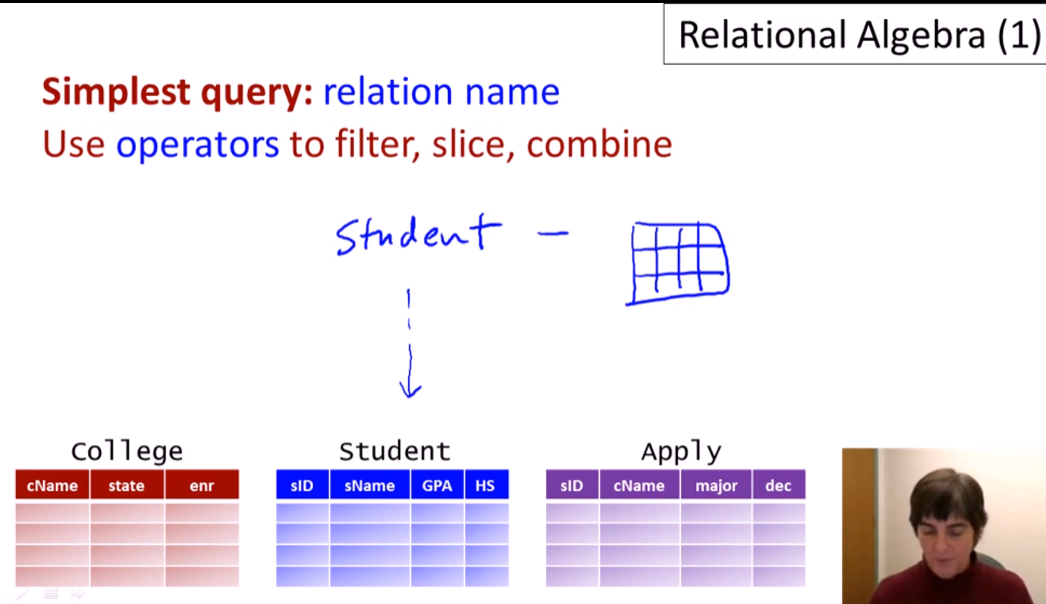 Relational Algebra (1)
Simplest query: relation name
Use operators to filter, slice, combine
Student -
College
cName state enr
Student
sID sName GPA HS
Apply
sID cName major dec